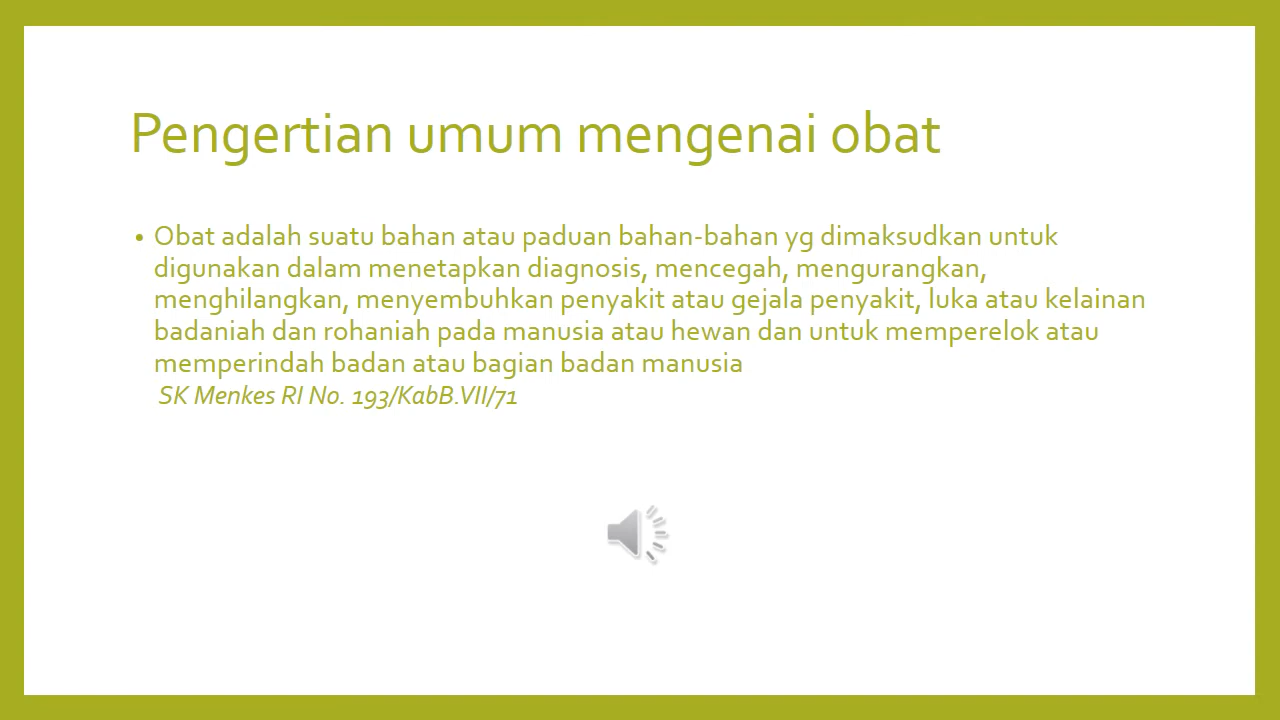 Pengertian umum mengenai obat
• Obat adalah suatu bahan atau paduan bahan-bahan yg dimaksudkan untuk
digunakan dalam menetapkan diagnosis, mencegah, mengurangkan,
menghilangkan, menyembuhkan penyakit atau gejala penyakit, luka atau kelainan
badaniah dan rohaniah pada manusia atau hewan dan untuk memperelok atau
memperindah badan atau bagian badan manusia
SK Menkes RI No. 193/KabB.VII/71